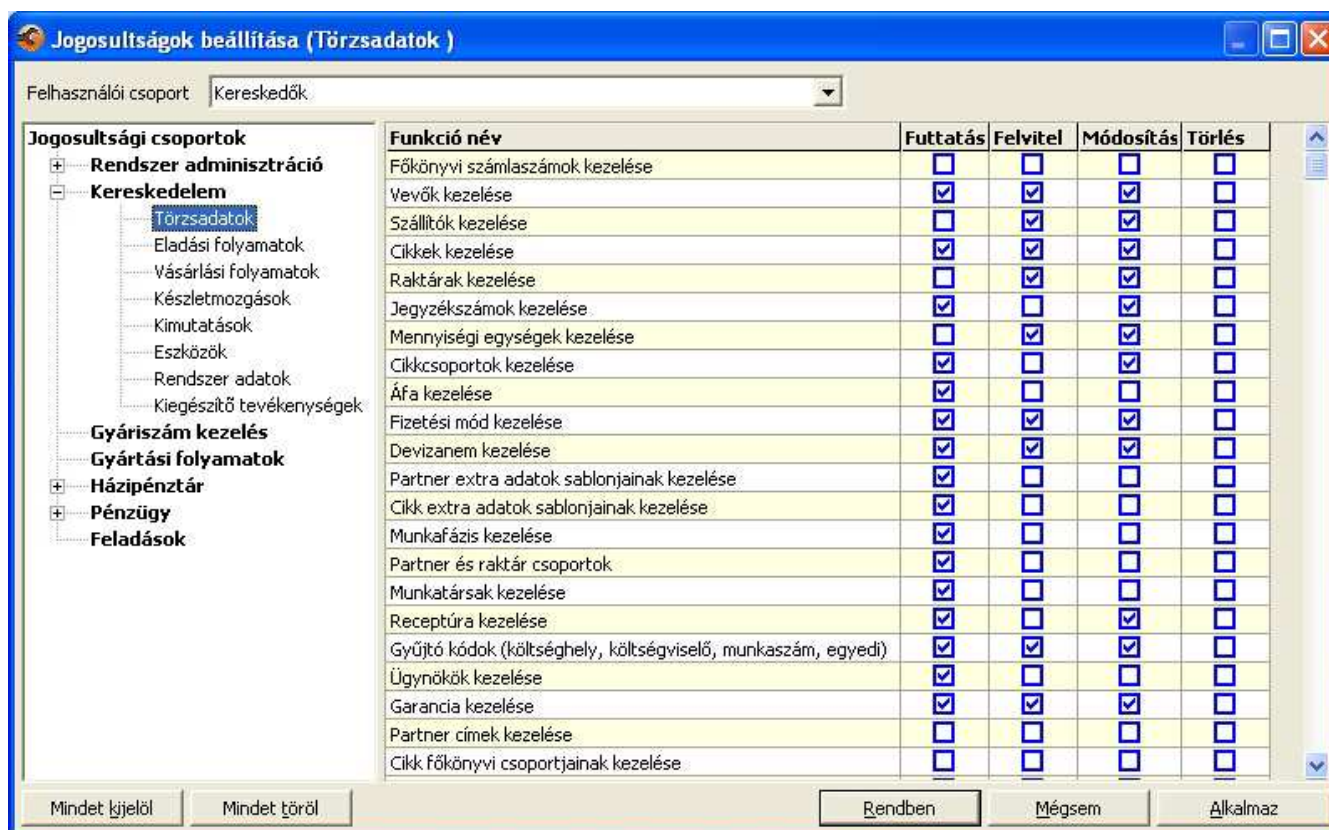 Jogosultságok beállítása (Törzsadatok )
Felhasználói csoport Kereskedők
Jogosultsági csoportok
Rendszer adminisztráció
Kereskedelem
Törzsadatok
Eladási folyamatok
Vásárlási folyamatok
Készletmozgások
Kimutatások
Eszközök
Rendszer adatok
Kiegészítő tevékenységek
Gyáriszám kezelés
Gyártási folyamatok
Házipénztár
Pénzügy
Feladások
Funkció név Futtatás Felvitel Módosítás Törlés
Főkönyvi számlaszámok kezelése
Vevők kezelése
Szállítók kezelése
Cikkek kezelése
Raktárak kezelése
Jegyzékszámok kezelése
Mennyiségi egységek kezelése
Cikkcsoportok kezelése
Áfa kezelése
Fizetési mód kezelése
Devizanem kezelése
Partner extra adatok sablonjainak kezelése
Cikk extra adatok sablonjainak kezelése
Munkafázis kezelése
Partner és raktár csoportok
Munkatársak kezelése
Receptúra kezelése
Gyűjtó kódok (költséghely, költségviselő, munkaszám, egyedi)
Ügynökök kezelése
Garancia kezelése
Partner címek kezelése
Cikk főkönyvi csoportjainak kezelése
Mindet kijelöl Mindet töröl Rendben Mégsem Alkalmaz